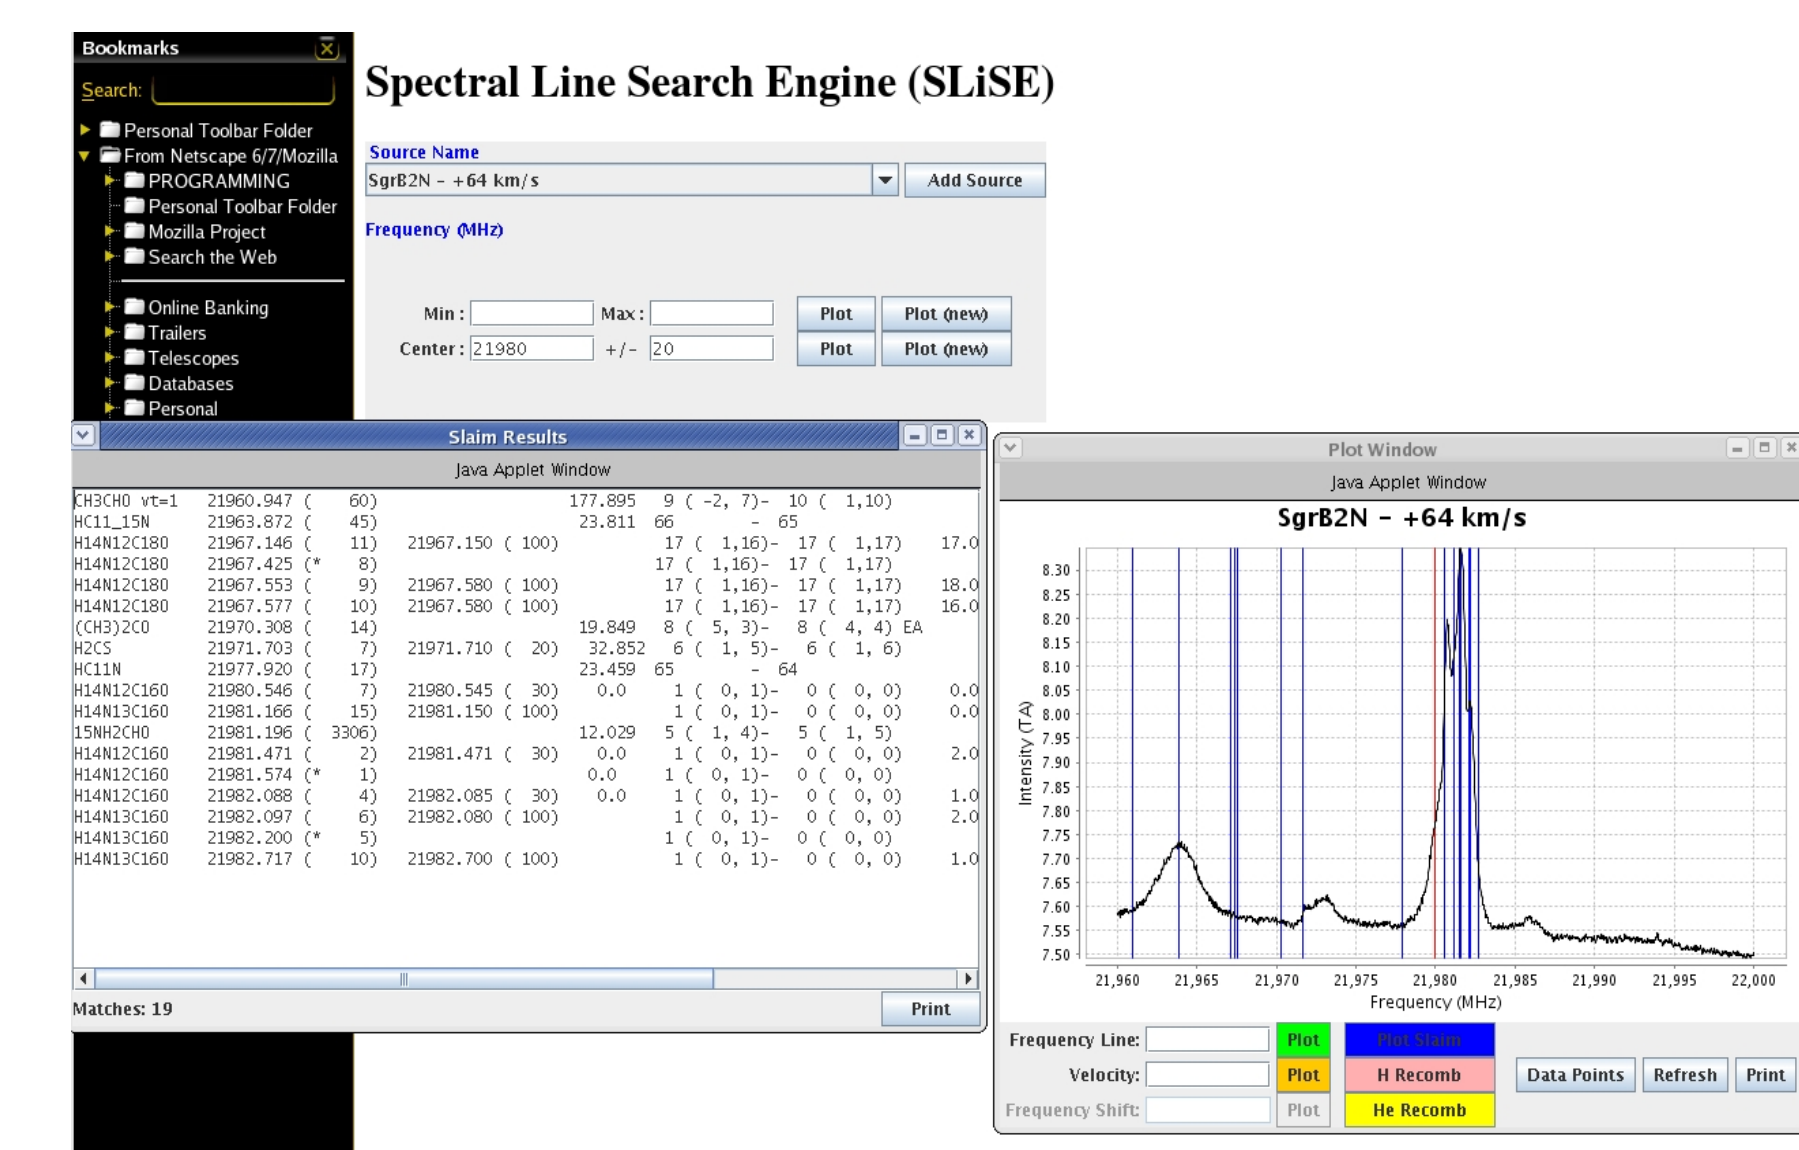 Bookmarks
Search:
Personal Toolbar Folder
From Netscape 6/7/Mozilla
PROGRAMMING
Personal Toolbar Folder
Mozilla Project
Search the Web
Online Banking
Trailers
Telescopes
Databases
Personal
Spectral Line Search Engine (SLiSE)
Source Name
SgrB2N - +64 km/s Add Source
Frequency (MHz)
Min : Max : Plot Plot (new)
Center : 21980 +/- 20 Plot Plot (new)
Slaim Results
Java Applet Window
CH3CHO vt=1 21960.947 ( 60) 177.895 9 ( -2, 7)- 10 ( 1,10)
HC11_15N 21963.872 ( 45) 23.811 66 - 65
H14N12C180 21967.146 ( 11) 21967.150 ( 100) 17 ( 1,16)- 17 ( 1,17) 17.0
H14N12C180 21967.425 (* 8) 17 ( 1,16)- 17 ( 1,17)
H14N12C180 21967.553 ( 9) 21967.580 ( 100) 17 ( 1,16)- 17 ( 1,17) 18.0
H14N12C180 21967.577 ( 10) 21967.580 ( 100) 17 ( 1,16)- 17 ( 1,17) 16.0
(CH3)2CO 21970.308 ( 14) 19.849 8 ( 5, 3)- 8 ( 4, 4) EA
H2CS 21971.703 ( 7) 21971.710 ( 20) 32.852 6 ( 1, 5)- 6 ( 1, 6)
HC11N 21977.920 ( 17) 23.459 65 - 64
H14N12C160 21980.546 ( 7) 21980.545 ( 30) 0.0 1 ( 0, 1)- 0 ( 0, 0) 0.0
H14N13C160 21981.166 ( 15) 21981.150 ( 100) 1 ( 0, 1)- 0 ( 0, 0) 0.0
15NH2CHO 21981.196 ( 3306) 12.029 5 ( 1, 4)- 5 ( 1, 5)
H14N12C160 21981.471 ( 2) 21981.471 ( 30) 0.0 1 ( 0, 1)- 0 ( 0, 0) 2.0
H14N12C160 21981.574 (* 1) 0.0 1 ( 0, 1)- 0 ( 0, 0)
H14N12C160 21982.088 ( 4) 21982.085 ( 30) 0.0 1 ( 0, 1)- 0 ( 0, 0) 1.0
H14N13C160 21982.097 ( 6) 21982.080 ( 100) 1 ( 0, 1)- 0 ( 0, 0) 2.0
H14N13C160 21982.200 (* 5) 1 ( 0, 1)- 0 ( 0, 0)
H14N13C160 21982.717 ( 10) 21982.700 ( 100) 1 ( 0, 1)- 0 ( 0, 0) 1.0
Matches: 19 Print
Plot Window
Java Applet Window
SgrB2N - +64 km/s
Intensity (TA)
8.30
8.25
8.20
8.15
8.10
8.05
8.00
7.95
7.90
7.85
7.80
7.75
7.70
7.65
7.60
7.55
7.50
21,960 21,965 21,970 21,975 21,980 21,985 21,990 21,995 22,000
Frequency (MHz)
Frequency Line: Plot Plot Slaim
Velocity: Plot H Recomb Data Points Refresh Print
Frequency Shift: Plot He Recomb